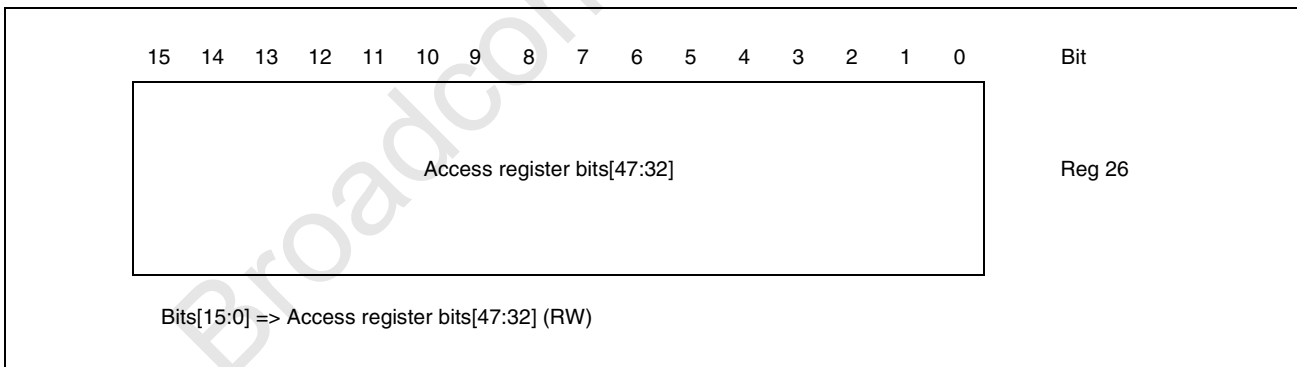 15 14 13 12 11 10 9 8 7 6 5 4 3 2 1 0 Bit
Access register bits[47:32] Reg 26
Bits[15:0] => Access register bits[47:32] (RW)
Broadcom